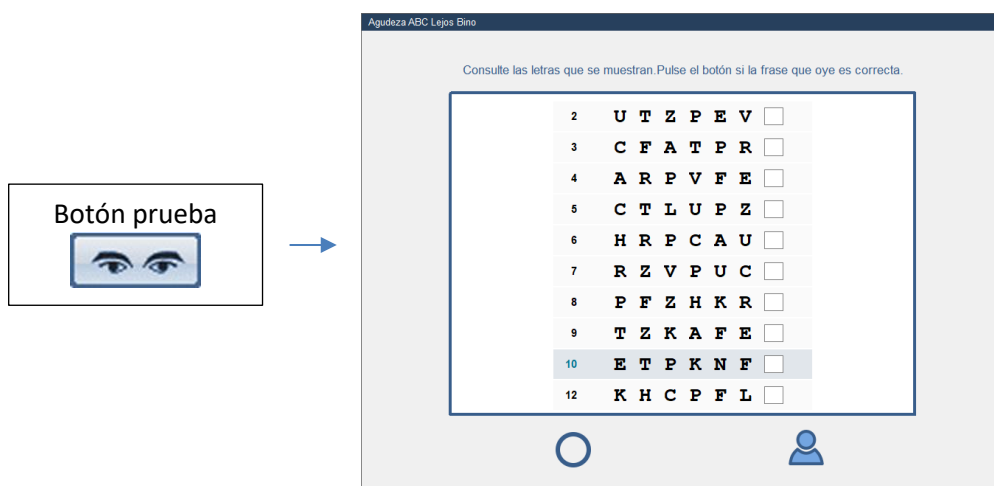 Agudeza ABC Lejos Bino
Consulte las letras que se muestran.Pulse el botón si la frase que oye es correcta.
Botón prueba
2 U T Z P E V
3 C F A T P R
4 A R P V F E
5 C T L U P Z
6 H R P C A U
7 R Z V P U C
8 P F Z H K R
9 T Z K A F E
10 E T P K N F
12 K H C P F L